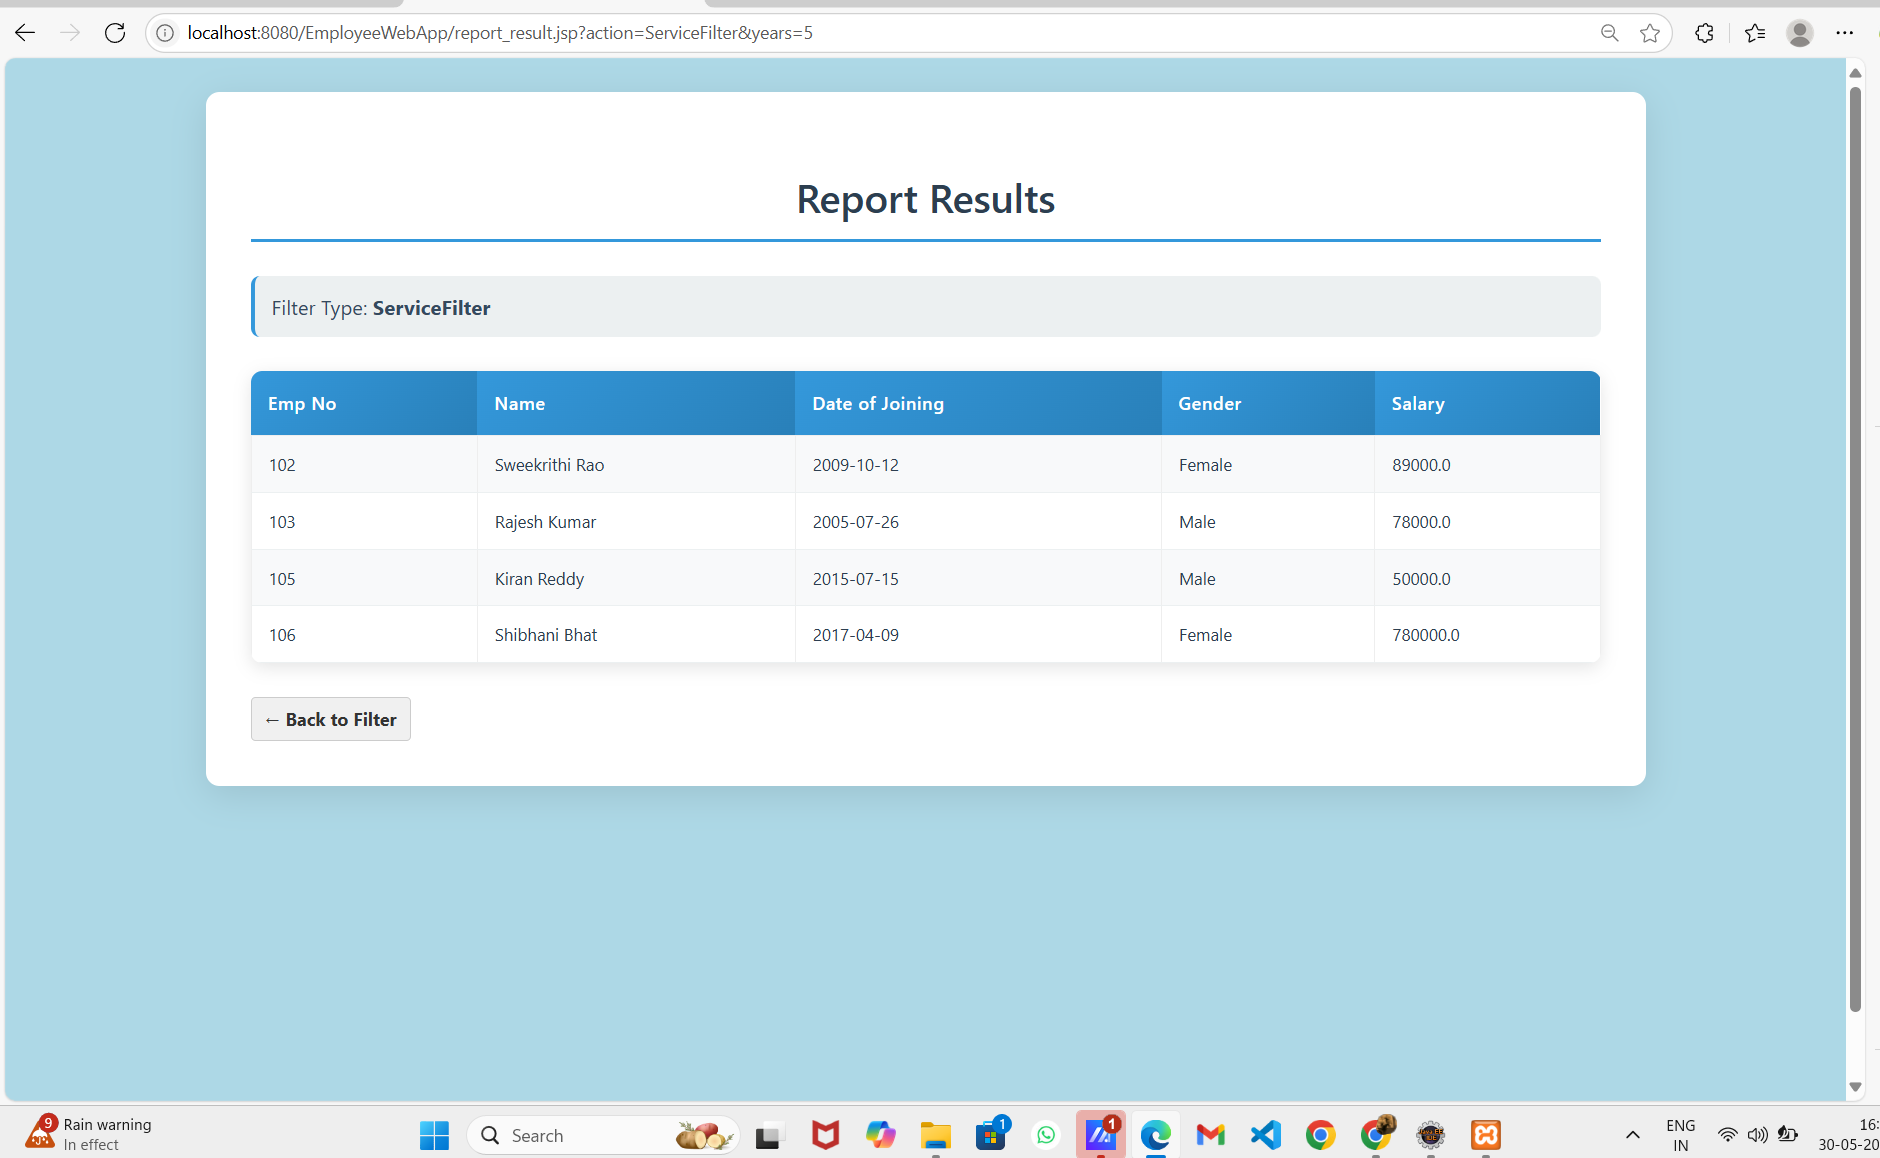 localhost:8080/EmployeeWebApp/report_result.jsp?action=ServiceFilter&years=5
Report Results
Filter Type: ServiceFilter
Emp No Name Date of Joining Gender Salary
102 Sweekrithi Rao 2009-10-12 Female 89000.0
103 Rajesh Kumar 2005-07-26 Male 78000.0
105 Kiran Reddy 2015-07-15 Male 50000.0
106 Shibhani Bhat 2017-04-09 Female 780000.0
← Back to Filter
9 Rain warning
In effect
Search
1
1
ENG
IN
16:
30-05-20